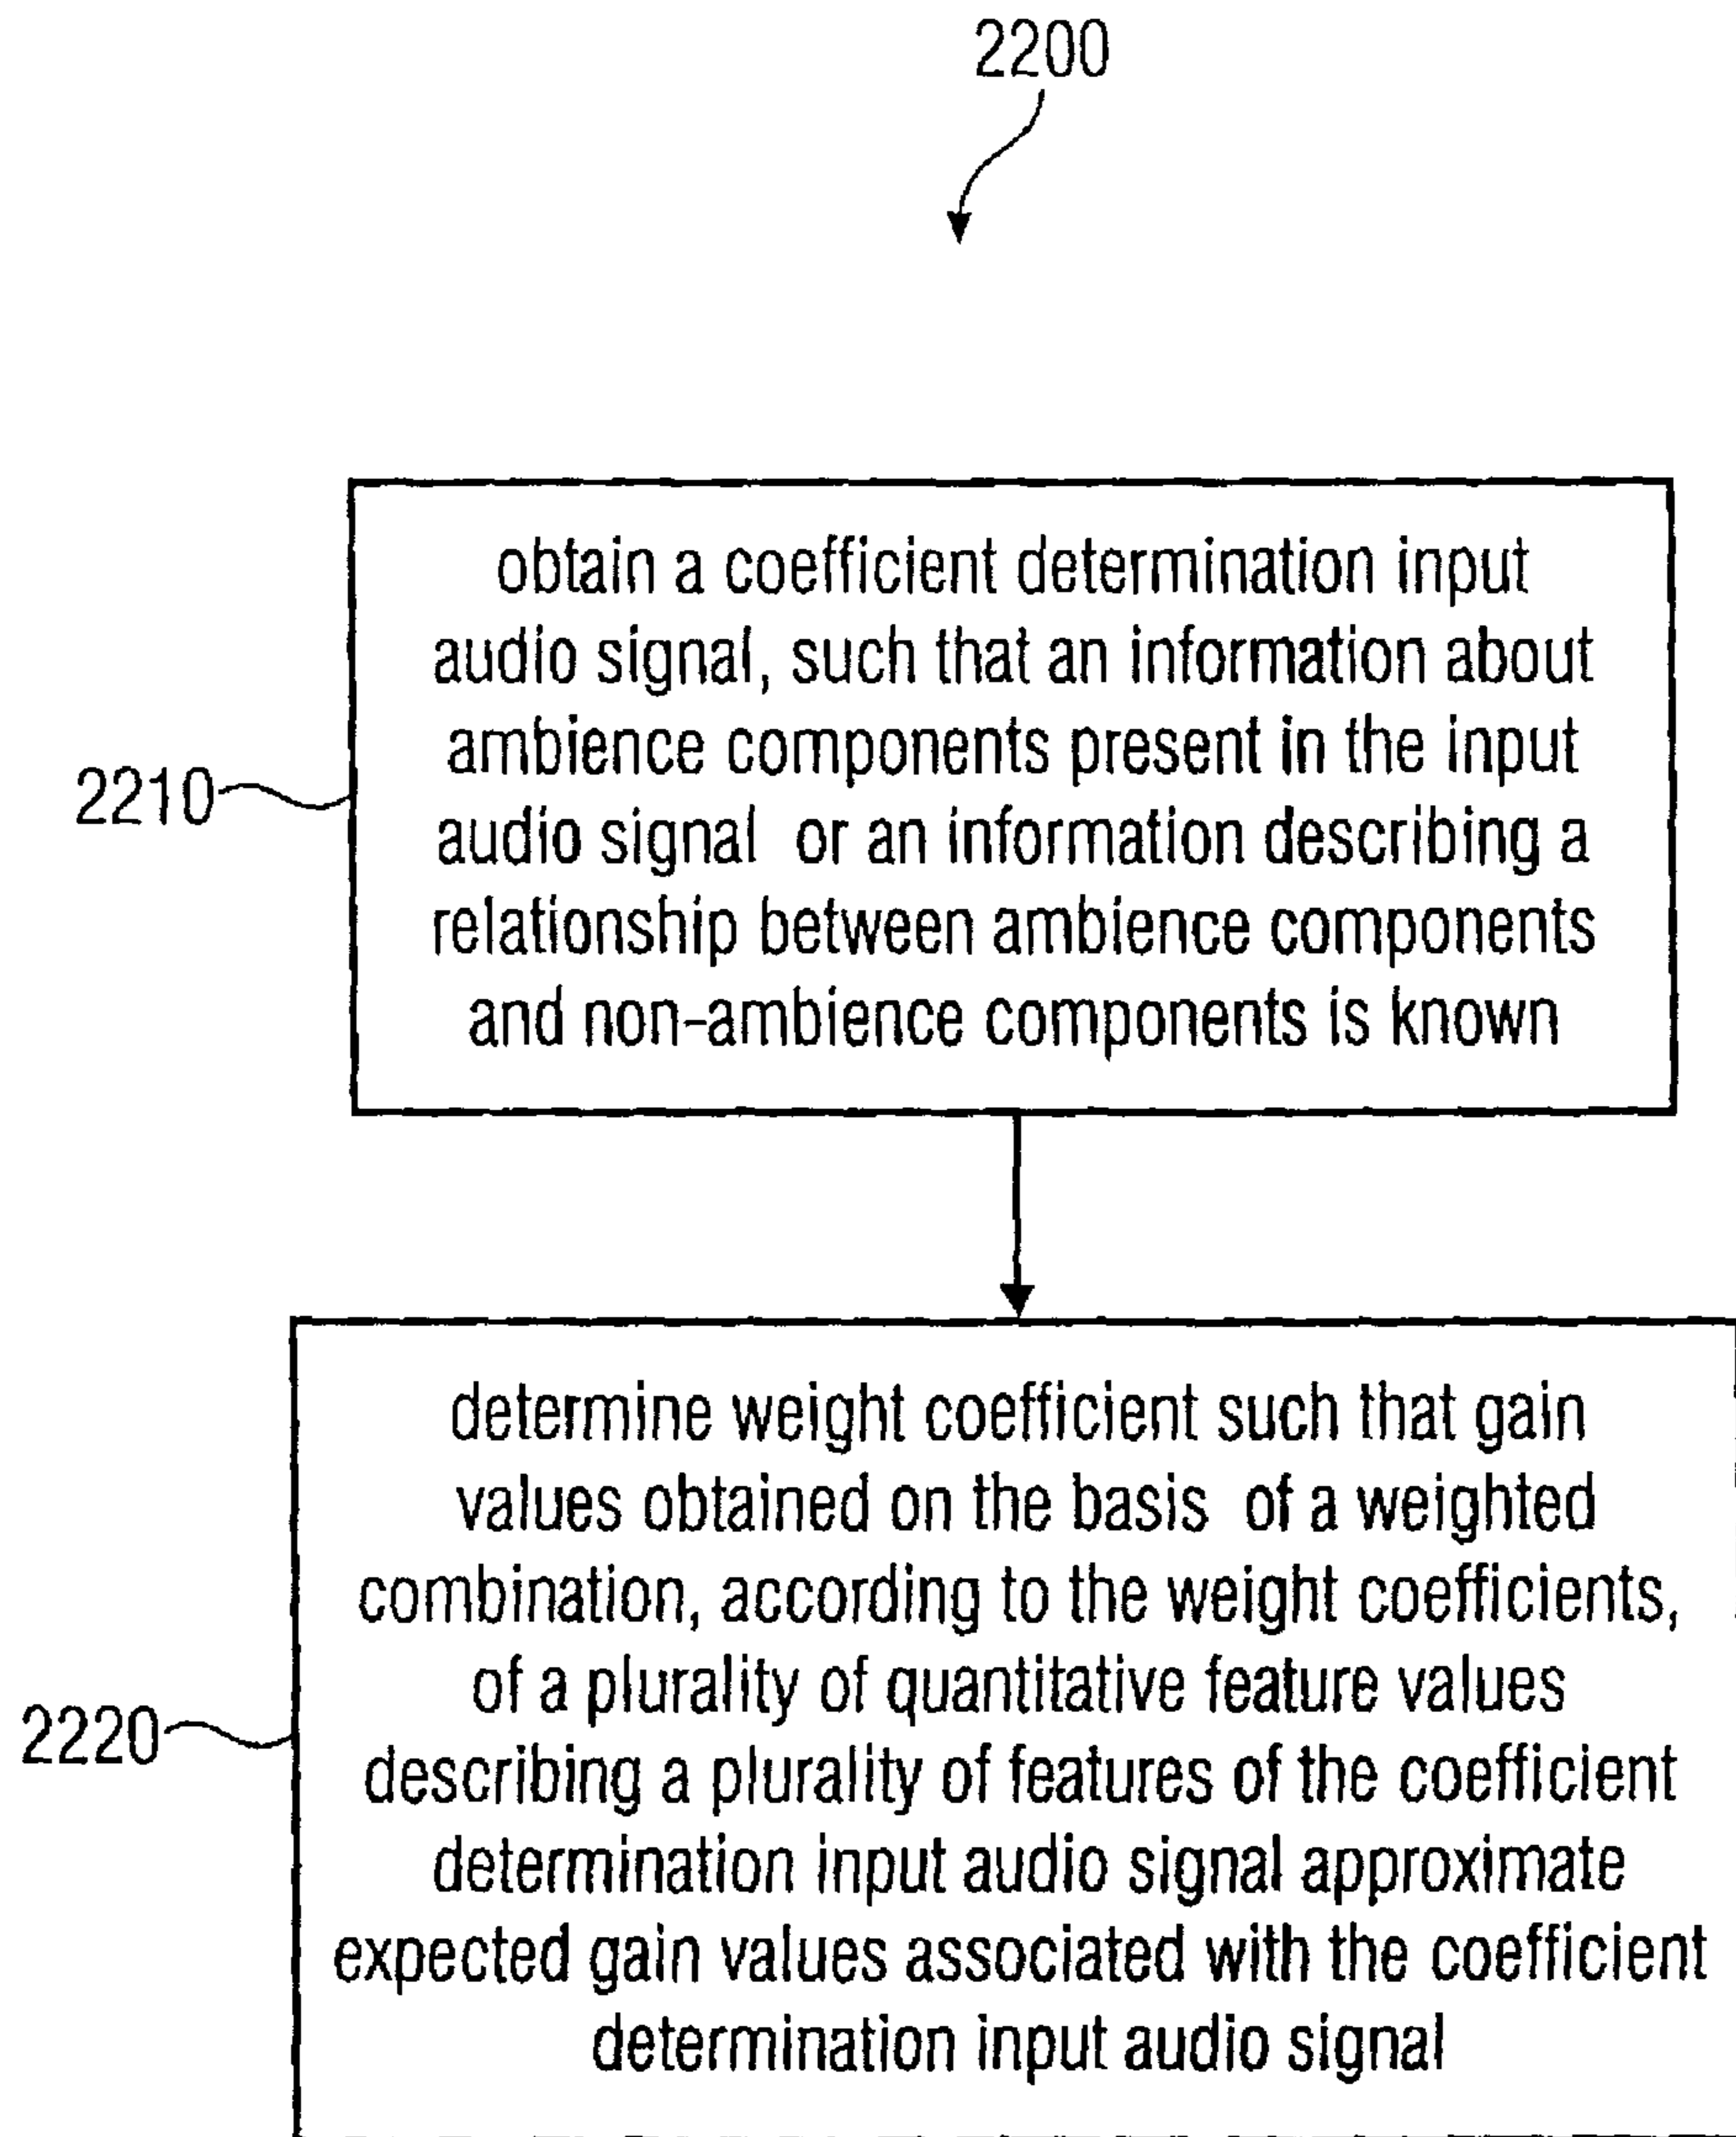 2200
obtain a coefficient determination input
audio signal, such that an information about
ambience components present in the input
audio signal or an information describing a
relationship between ambience components
and non-ambience components is known
2210
determine weight coefficient such that gain
values obtained on the basis of a weighted
combination, according to the weight coefficients,
of a plurality of quantitative feature values
describing a plurality of features of the coefficient
determination input audio signal approximate
expected gain values associated with the coefficient
determination input audio signal
2220